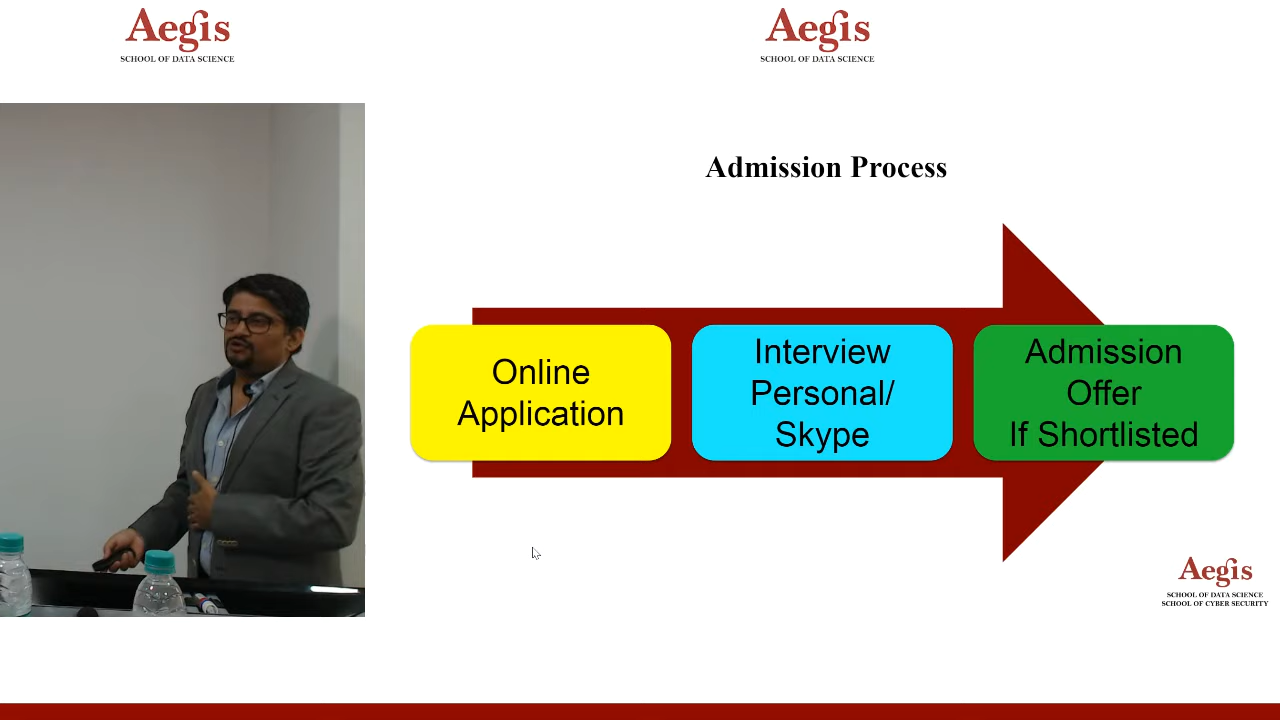 Aegis
SCHOOL OF DATA SCIENCE
Aegis
SCHOOL OF DATA SCIENCE
Admission Process
Online
Application
Interview
Personal/
Skype
Admission
Offer
If Shortlisted
Aegis
SCHOOL OF DATA SCIENCE
SCHOOL OF CYBER SECURITY